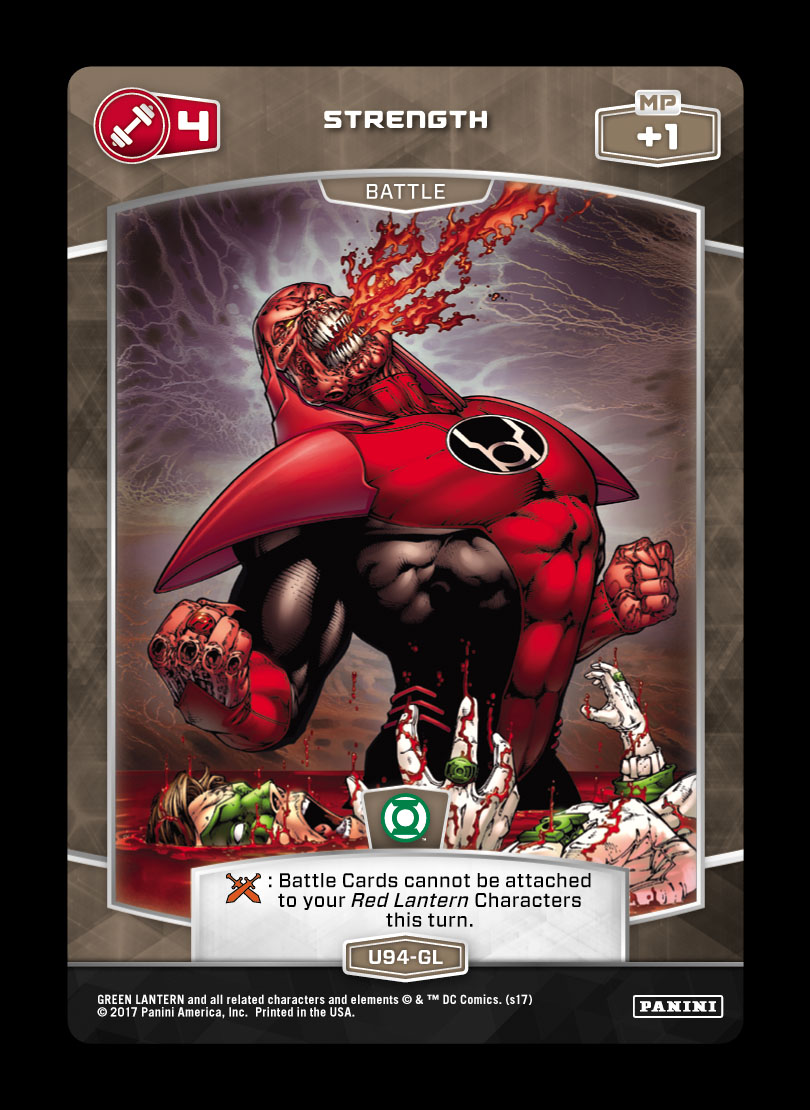 4
STRENGTH
MP
+1
BATTLE
: Battle Cards cannot be attached
to your Red Lantern Characters
this turn.
U94-GL
GREEN LANTERN and all related characters and elements © & ™ DC Comics. (s17)
© 2017 Panini America, Inc. Printed in the USA.
PANINI